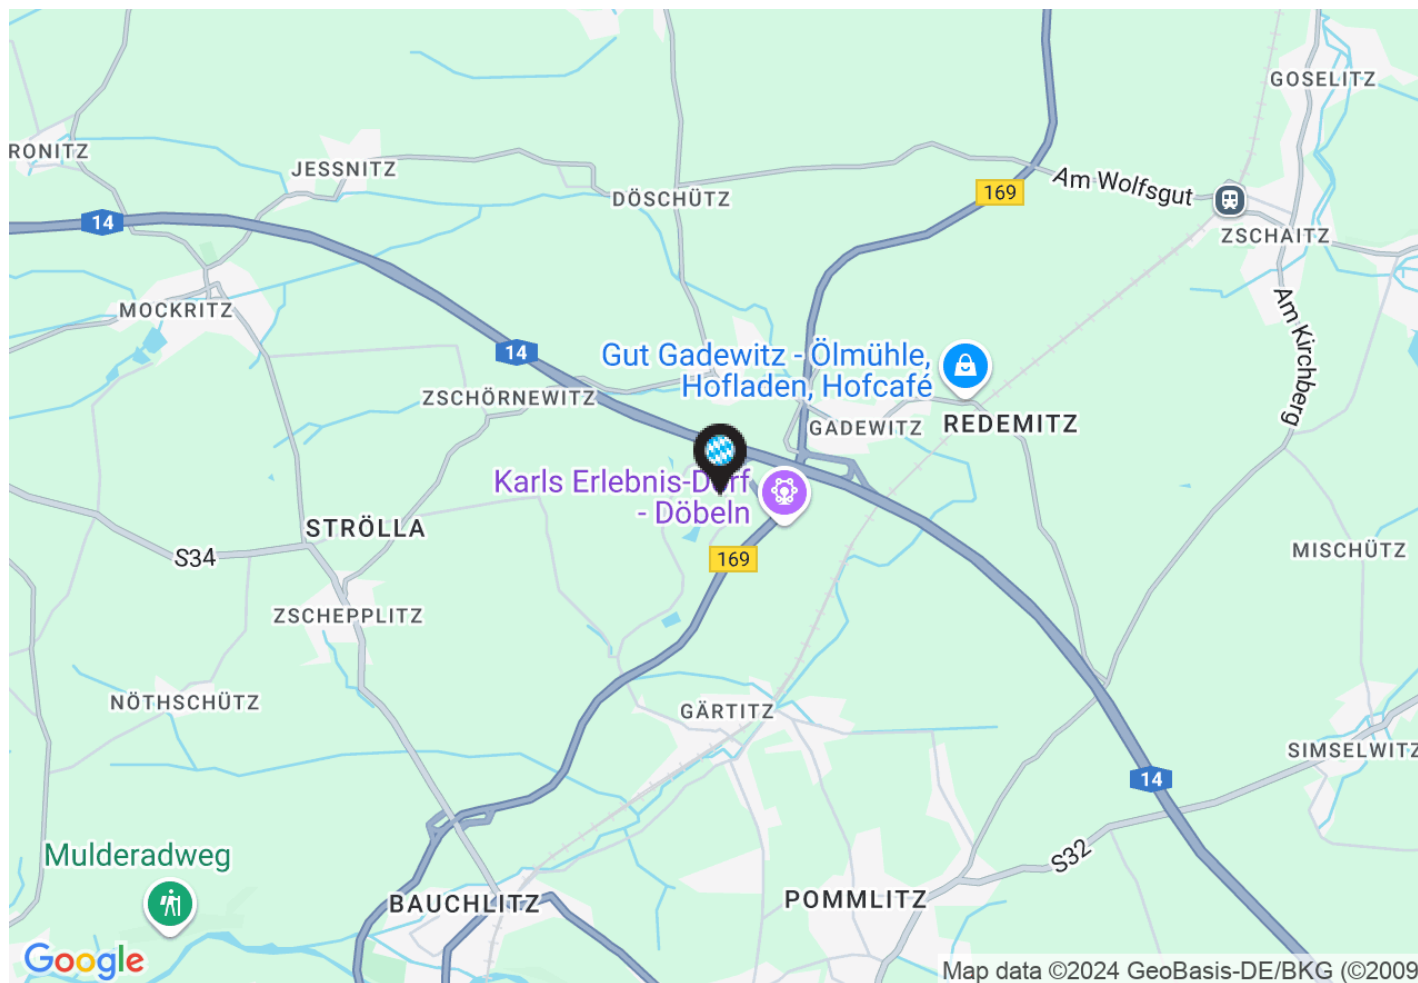 GOSELITZ
RONITZ
JESSNITZ
DÖSCHÜTZ
169
Am Wolfsgut
14
ZSCHAITZ
MOCKRITZ
Am Kirchberg
14
Gut Gadewitz - Ölmühle,
Hofladen, Hofcafé
ZSCHÖRNEWITZ
GADEWITZ
REDEMITZ
Karls Erlebnis-Dorf
- Döbeln
STRÖLLA
S34
169
MISCHÜTZ
ZSCHEPPLITZ
NÖTHSCHÜTZ
GÄRTITZ
SIMSELWITZ
14
Mulderadweg
S32
BAUCHLITZ
POMMLITZ
Google
Map data ©2024 GeoBasis-DE/BKG (©2009